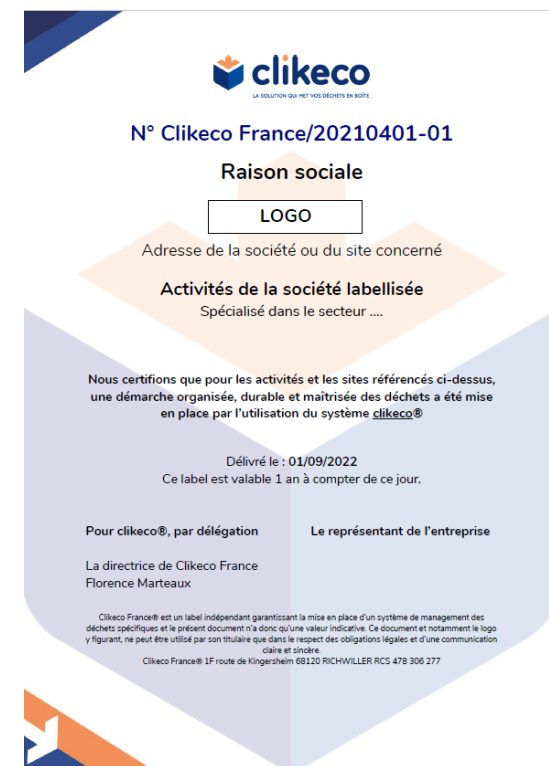 clikeco
LA SOLUTION QUI MET VOS DÉCHETS EN BOÎTE
N° Clikeco France/20210401-01
Raison sociale
LOGO
Adresse de la société ou du site concerné
Activités de la société labellisée
Spécialisé dans le secteur ....
Nous certifions que pour les activités et les sites référencés ci-dessus,
une démarche organisée, durable et maîtrisée des déchets a été mise
en place par l'utilisation du système clikeco®
Délivré le : 01/09/2022
Ce label est valable 1 an à compter de ce jour.
Pour clikeco®, par délégation
Le représentant de l'entreprise
La directrice de Clikeco France
Florence Marteaux
Clikeco France® est un label indépendant garantissant la mise en place d'un système de management des
déchets spécifiques et le présent document n'a donc qu'une valeur indicative. Ce document et notamment le logo
y figurant, ne peut être utilisé par son titulaire que dans le respect des obligations légales et d'une communication
claire et sincère.
Clikeco France® 1F route de Kingersheim 68120 RICHWILLER RCS 478 306 277